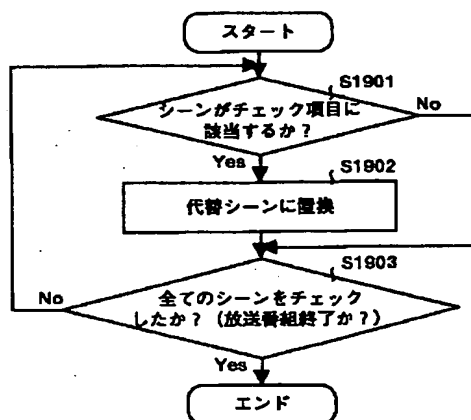 スタート
S1901
シーンがチェック項目に
該当するか？
No
Yes
S1902
代替シーンに置換
S1903
全てのシーンをチェック
したか？（放送番組終了か？）
No
Yes
エンド